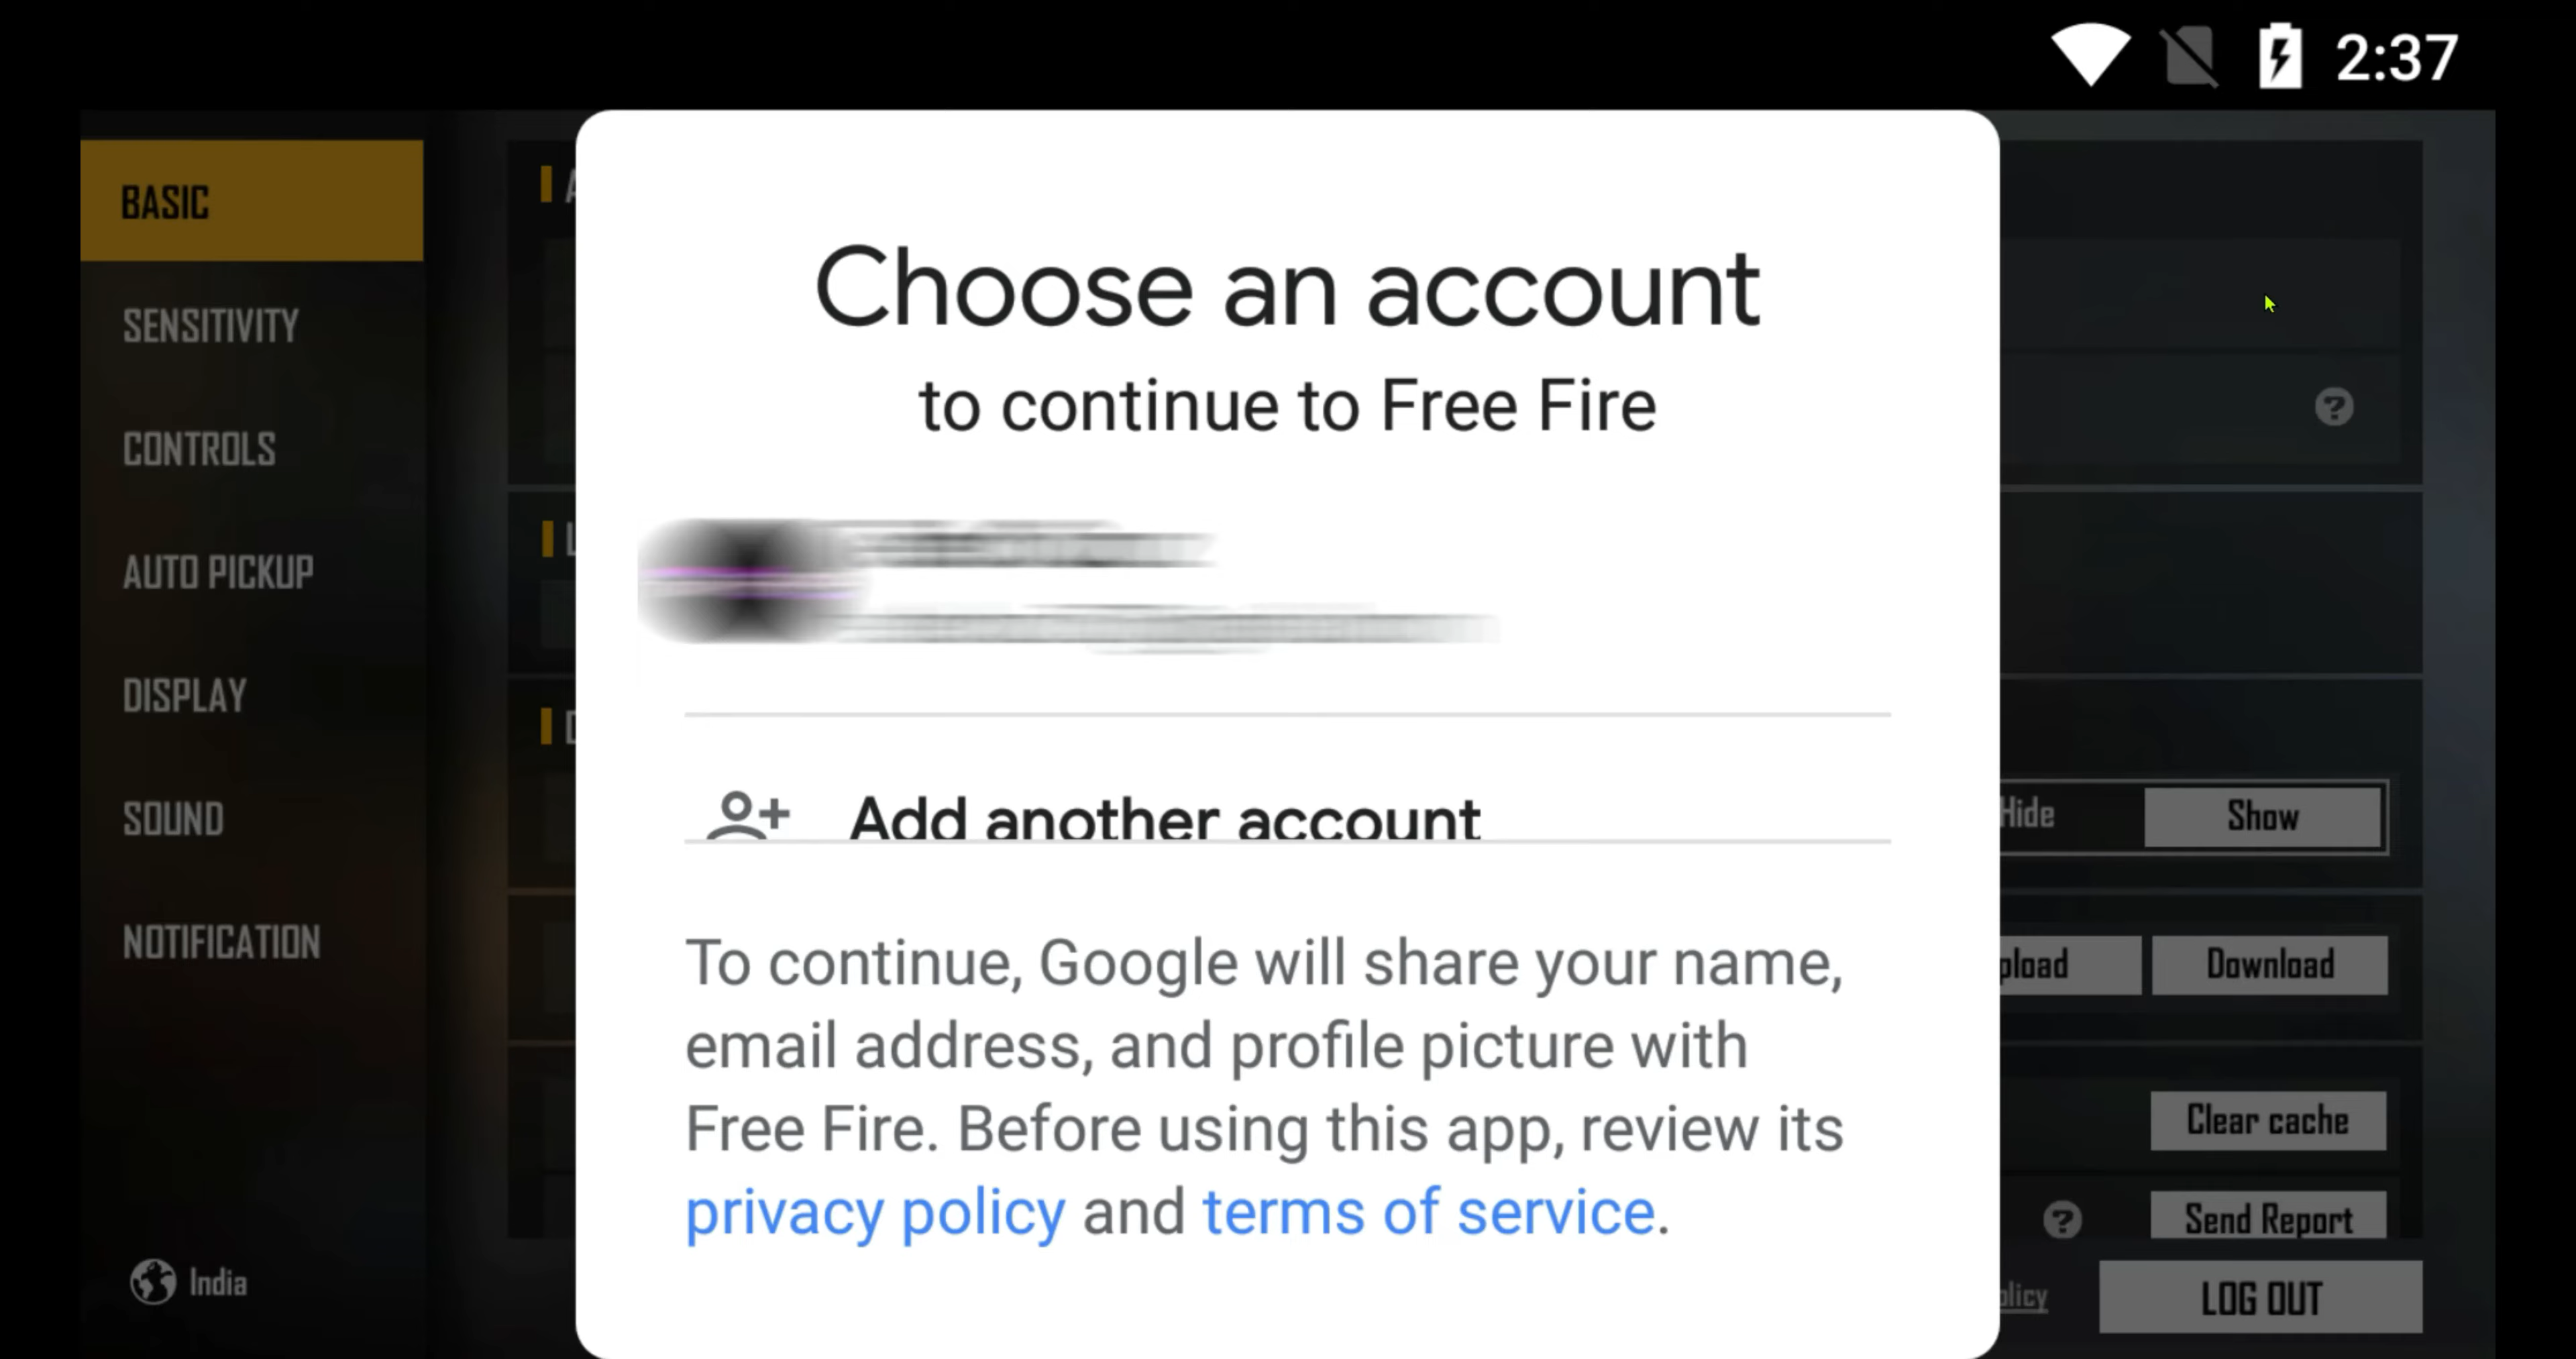 2:37
BASIC
SENSITIVITY
CONTROLS
AUTO PICKUP
DISPLAY
SOUND
NOTIFICATION
India
Choose an account
to continue to Free Fire
Add another account
To continue, Google will share your name,
email address, and profile picture with
Free Fire. Before using this app, review its
privacy policy and terms of service.
Hide Show
pload Download
Clear cache
Send Report
olicy LOG OUT